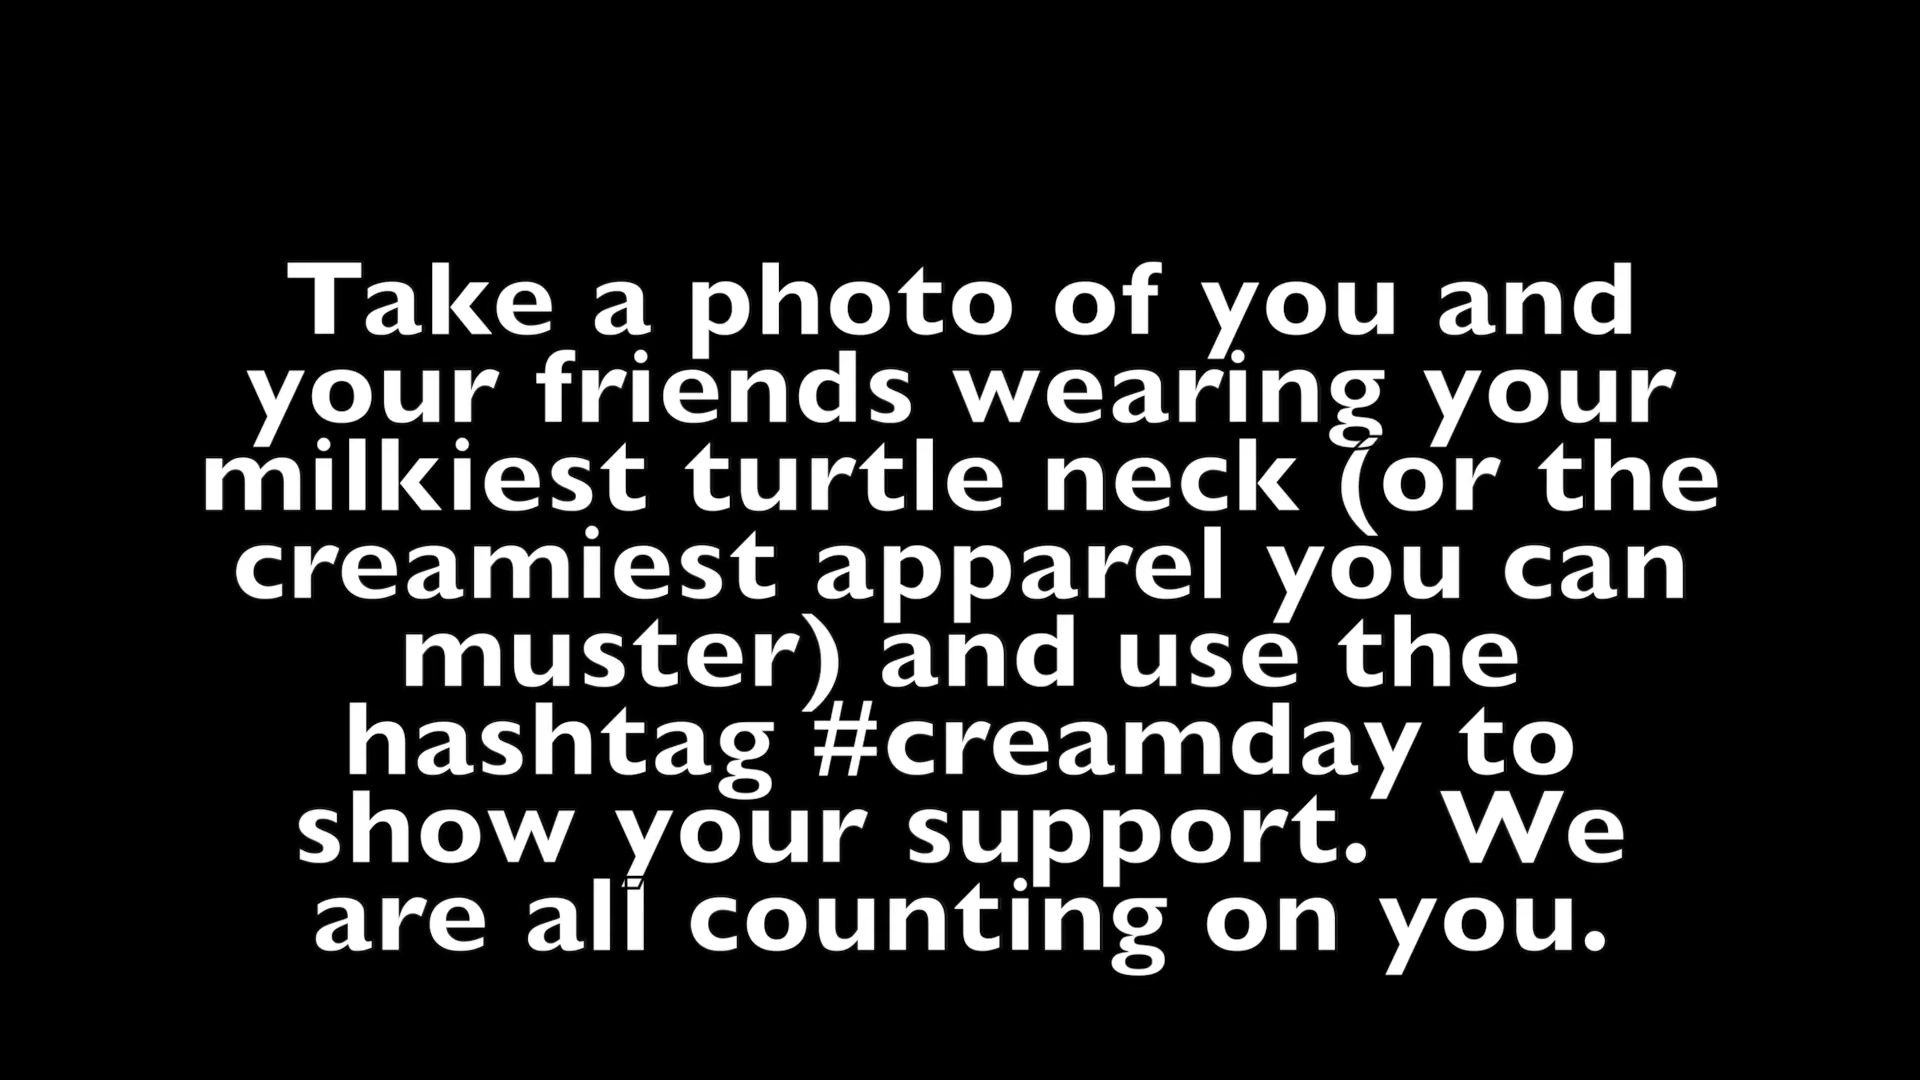 Take a photo of you and
your friends wearing your
milkiest turtle neck (or the
creamiest apparel you can
muster) and use the
hashtag #creamday to
show your support.  We
are all counting on you.